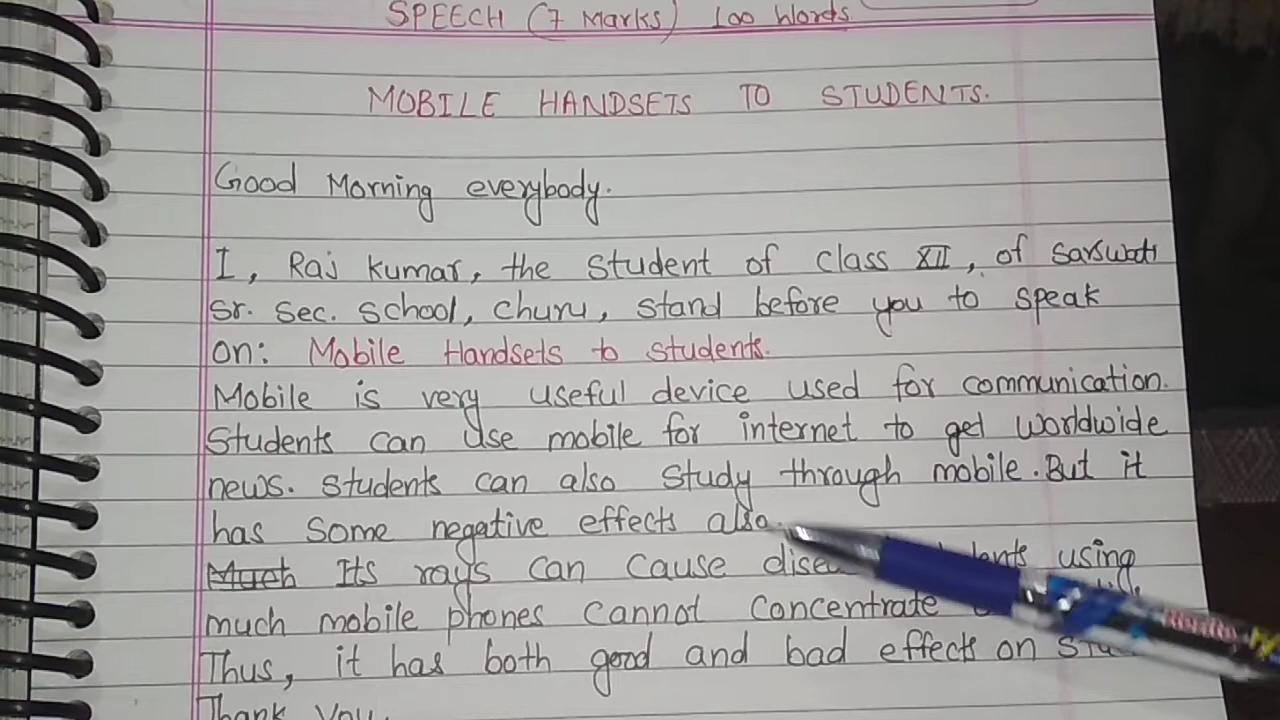 SPEECH (7 Marks) 100 Words
MOBILE HANDSETS TO STUDENTS.
Good Morning everybody.
I, Raj Kumar, the student of class XII, of Sarswati
Sr. Sec. School, Churu, stand before you to speak
on: Mobile Handsets to students.
Mobile is very useful device used for communication.
Students can use mobile for internet to get worldwide
news. Students can also study through mobile. But it
has some negative effects also.
Much Its rays can cause using
much mobile phones cannot concentrate
Thus, it has both good and bad effects on
Thank You.